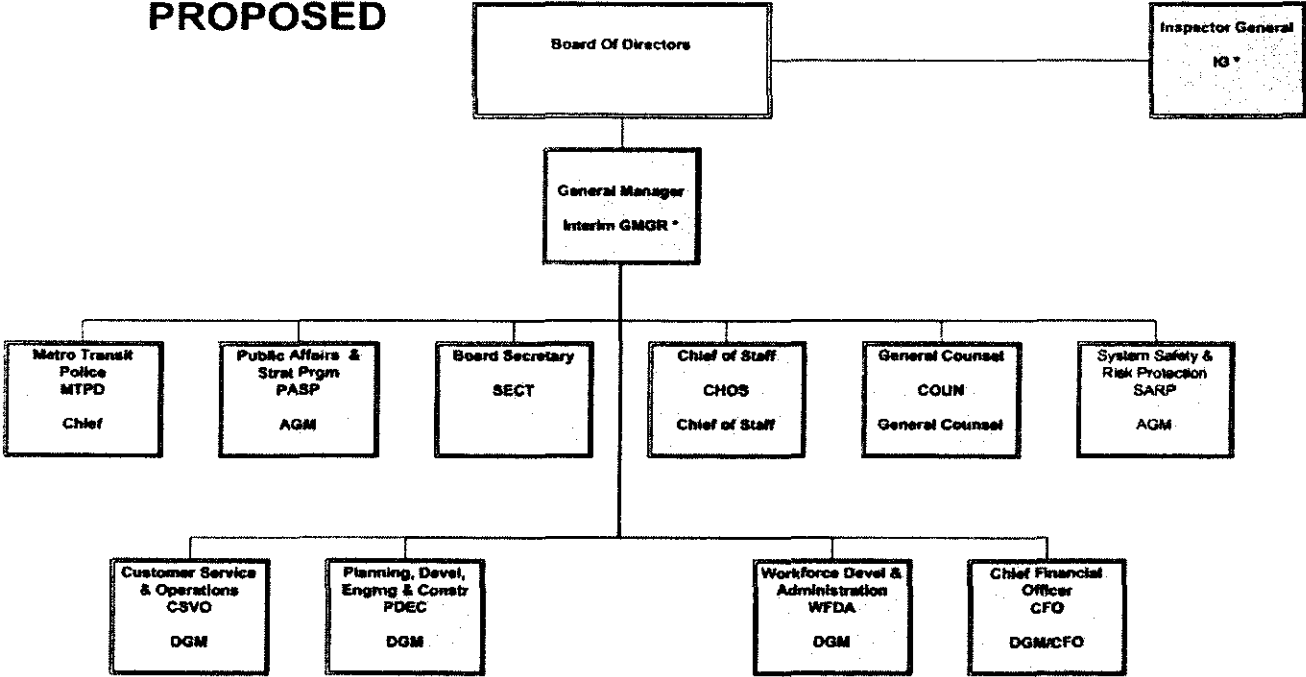 PROPOSED
Board Of Directors
Inspector General
IG *
General Manager
Interim GMGR *
Metro Transit
Police
MTPD
Chief
Public Affairs &
Strat Prgm
PASP
AGM
Board Secretary
SECT
Chief of Staff
CHOS
Chief of Staff
General Counsel
COUN
General Counsel
System Safety &
Risk Protection
SARP
AGM
Customer Service
& Operations
CSVO
DGM
Planning, Devel,
Engrng & Constr
PDEC
DGM
Workforce Devel &
Administration
WFDA
DGM
Chief Financial
Officer
CFO
DGM/CFO